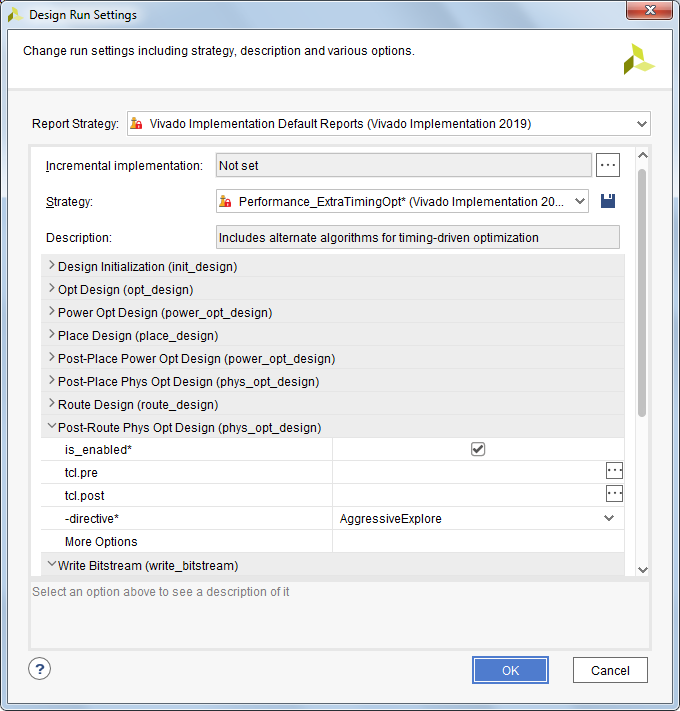 Design Run Settings
Change run settings including strategy, description and various options.
Report Strategy: Vivado Implementation Default Reports (Vivado Implementation 2019)
Incremental implementation: Not set ...
Strategy: Performance_ExtraTimingOpt* (Vivado Implementation 20...
Description: Includes alternate algorithms for timing-driven optimization
Design Initialization (init_design)
Opt Design (opt_design)
Power Opt Design (power_opt_design)
Place Design (place_design)
Post-Place Power Opt Design (power_opt_design)
Post-Place Phys Opt Design (phys_opt_design)
Route Design (route_design)
Post-Route Phys Opt Design (phys_opt_design)
is_enabled*
tcl.pre ...
tcl.post ...
-directive* AggressiveExplore
More Options
Write Bitstream (write_bitstream)
Select an option above to see a description of it
? OK Cancel